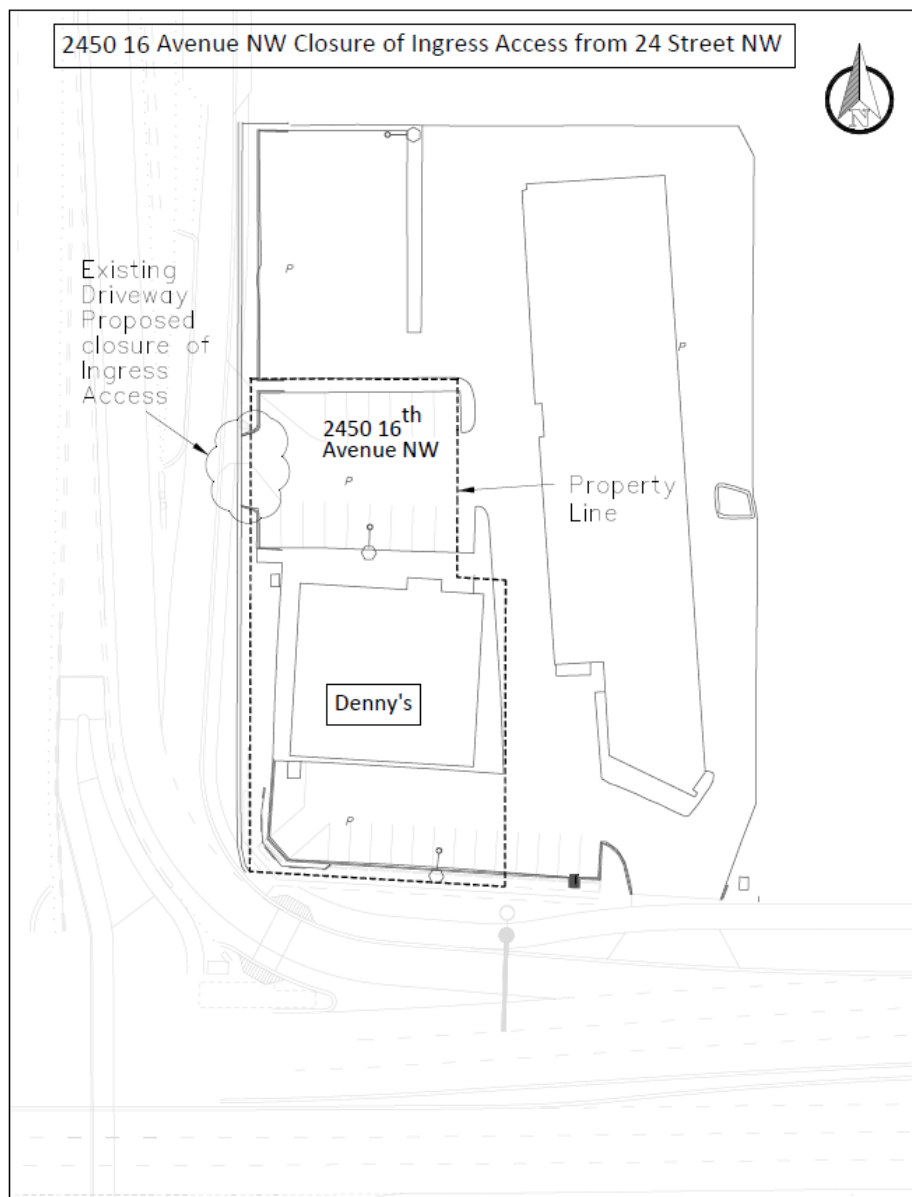 2450 16 Avenue NW Closure of Ingress Access from 24 Street NW
N
P
Existing
Driveway
Proposed
closure of
Ingress
Access
P
2450 16th
Avenue NW
P
Property
Line
Denny's
P